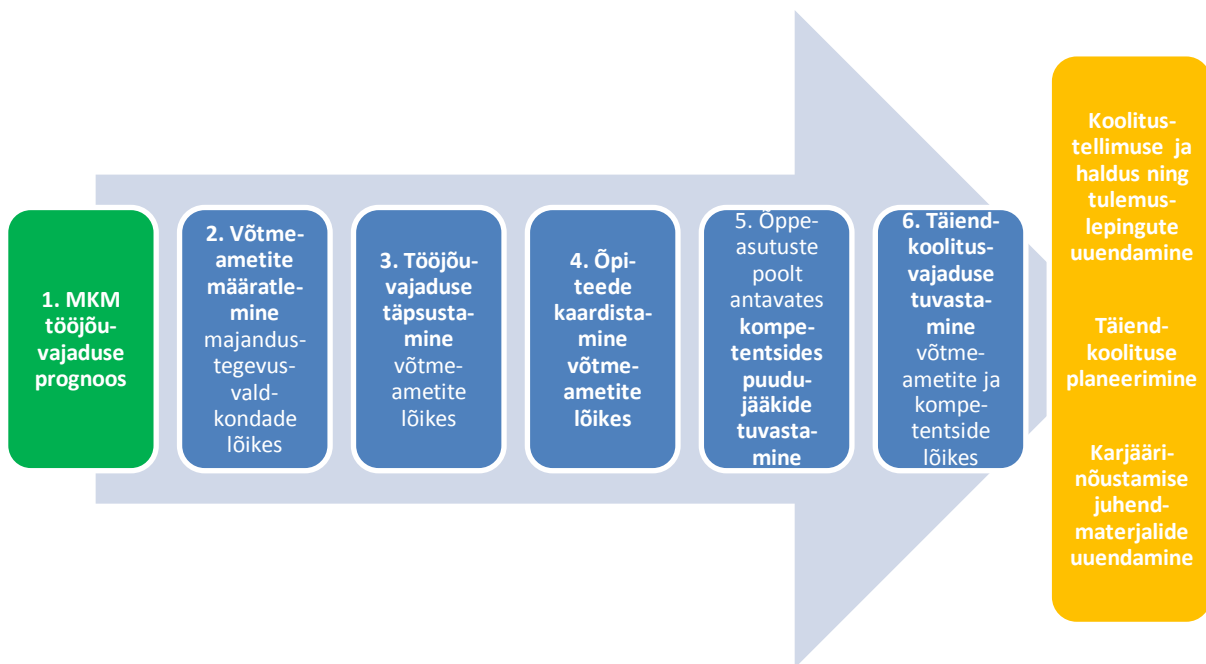 1. MKM
tööjõu-
vajaduse
prognoos
2. Võtme-
ametite
määratle-
mine
majandus-
tegevus-
vald-
kondade
lõikes
3. Tööjõu-
vajaduse
täpsusta-
mine
võtme-
ametite
lõikes
4. Õpi-
teede
kaardista-
mine
võtme-
ametite
lõikes
5. Õppe-
asutuste
poolt
antavates
kompe-
tentsides
puudu-
jääkide
tuvasta-
mine
6. Täiend-
koolitus-
vajaduse
tuvasta-
mine
võtme-
ametite ja
kompe-
tentside
lõikes
Koolitus-
tellimuse ja
haldus ning
tulemus-
lepingute
uuendamine
Täiend-
koolituse
planeerimine
Karjääri-
nõustamise
juhend-
materjalide
uuendamine